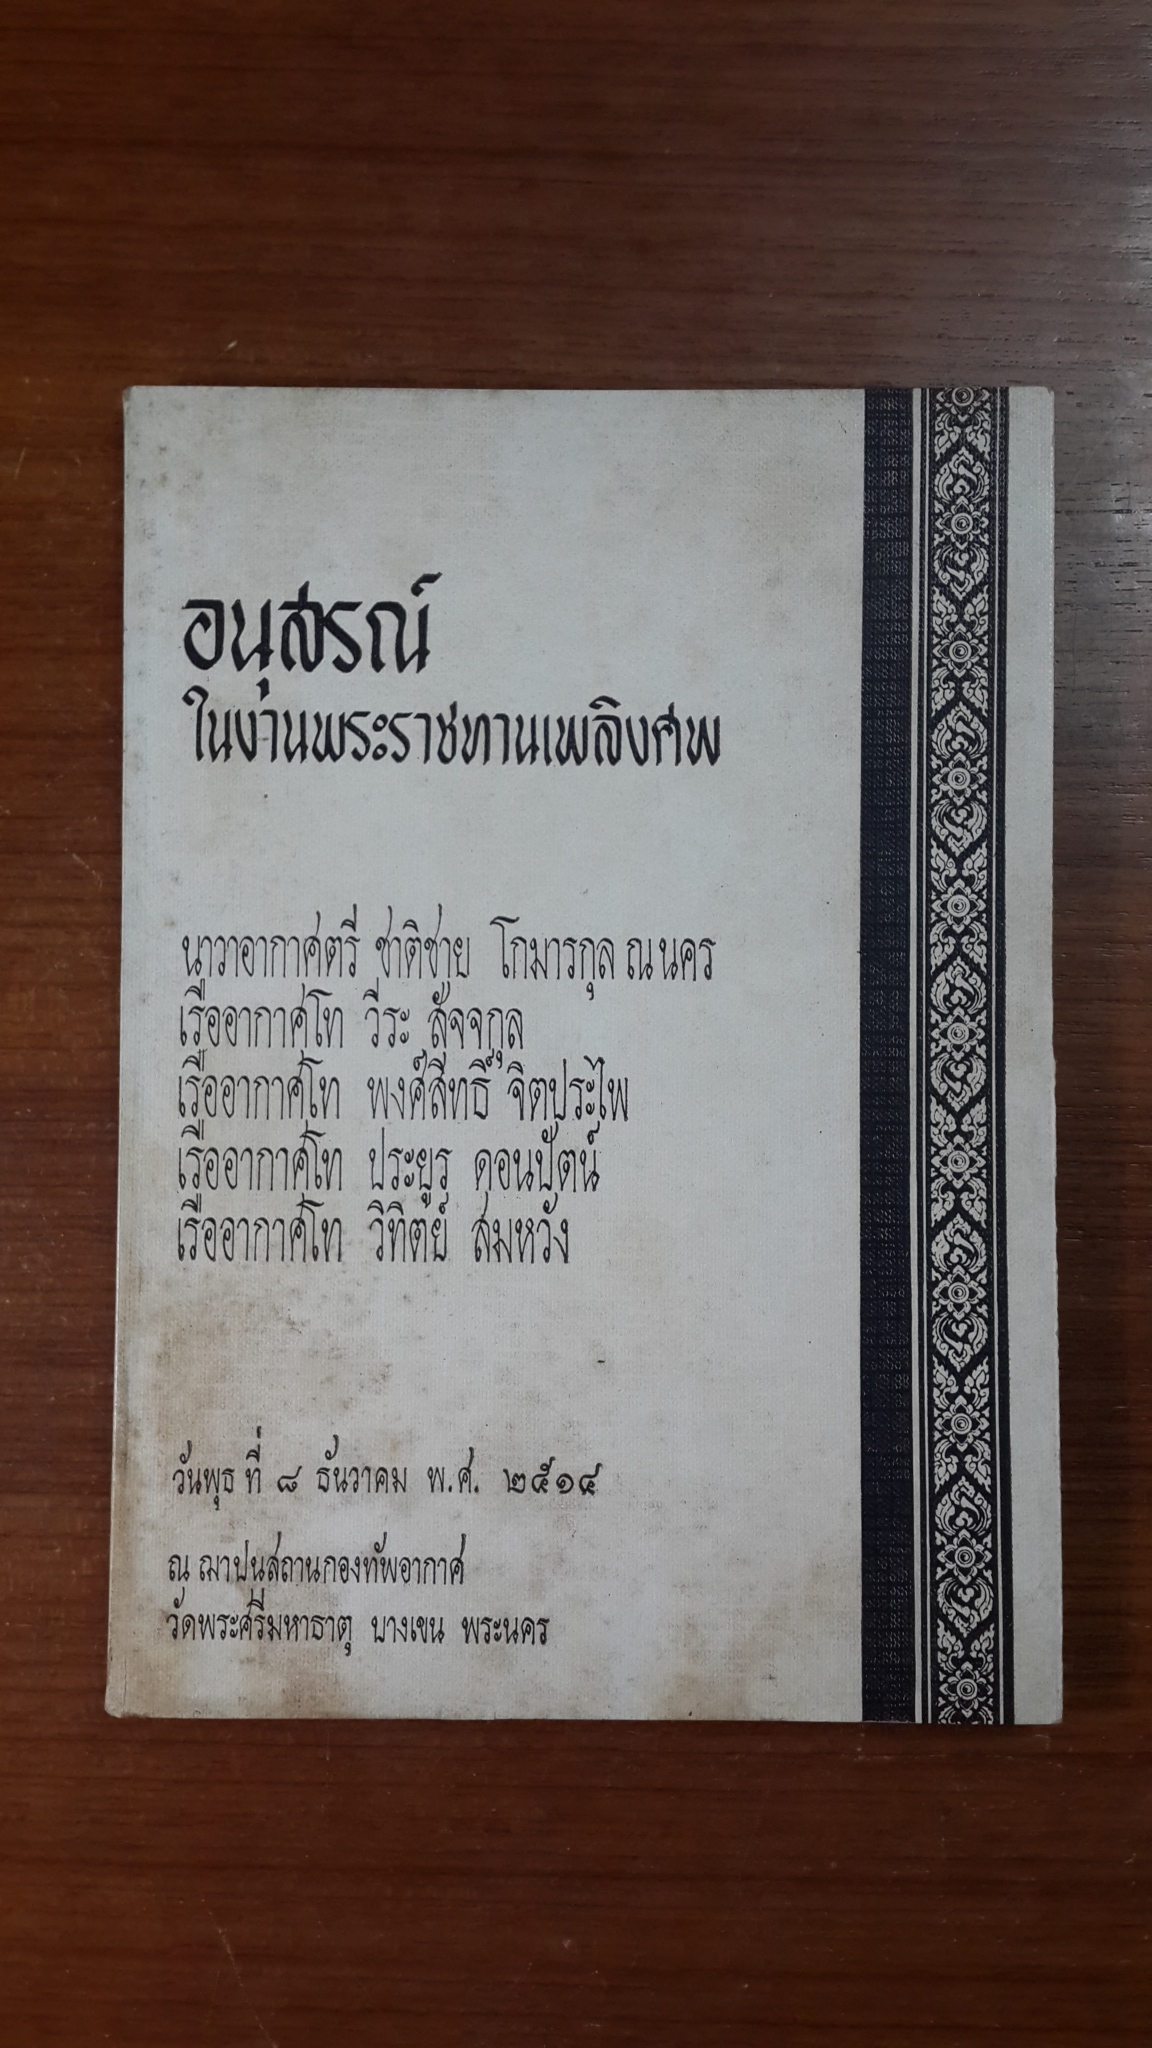 อนุสรณ์
ในงานพระราชทานเพลิงศพ
นาวาอากาศตรี ชาติชาย โกมารกุล ณ นคร
เรืออากาศโท วีระ สัจจกุล
เรืออากาศโท พงศ์สิทธิ์ จิตประไพ
เรืออากาศโท ประยูร ดอนปัตน์
เรืออากาศโท วิทิตย์ สมหวัง
วันพุธ ที่ ๘ ธันวาคม พ.ศ. ๒๕๑๔
ณ ฌาปนสถานกองทัพอากาศ
วัดพระศรีมหาธาตุ บางเขน พระนคร